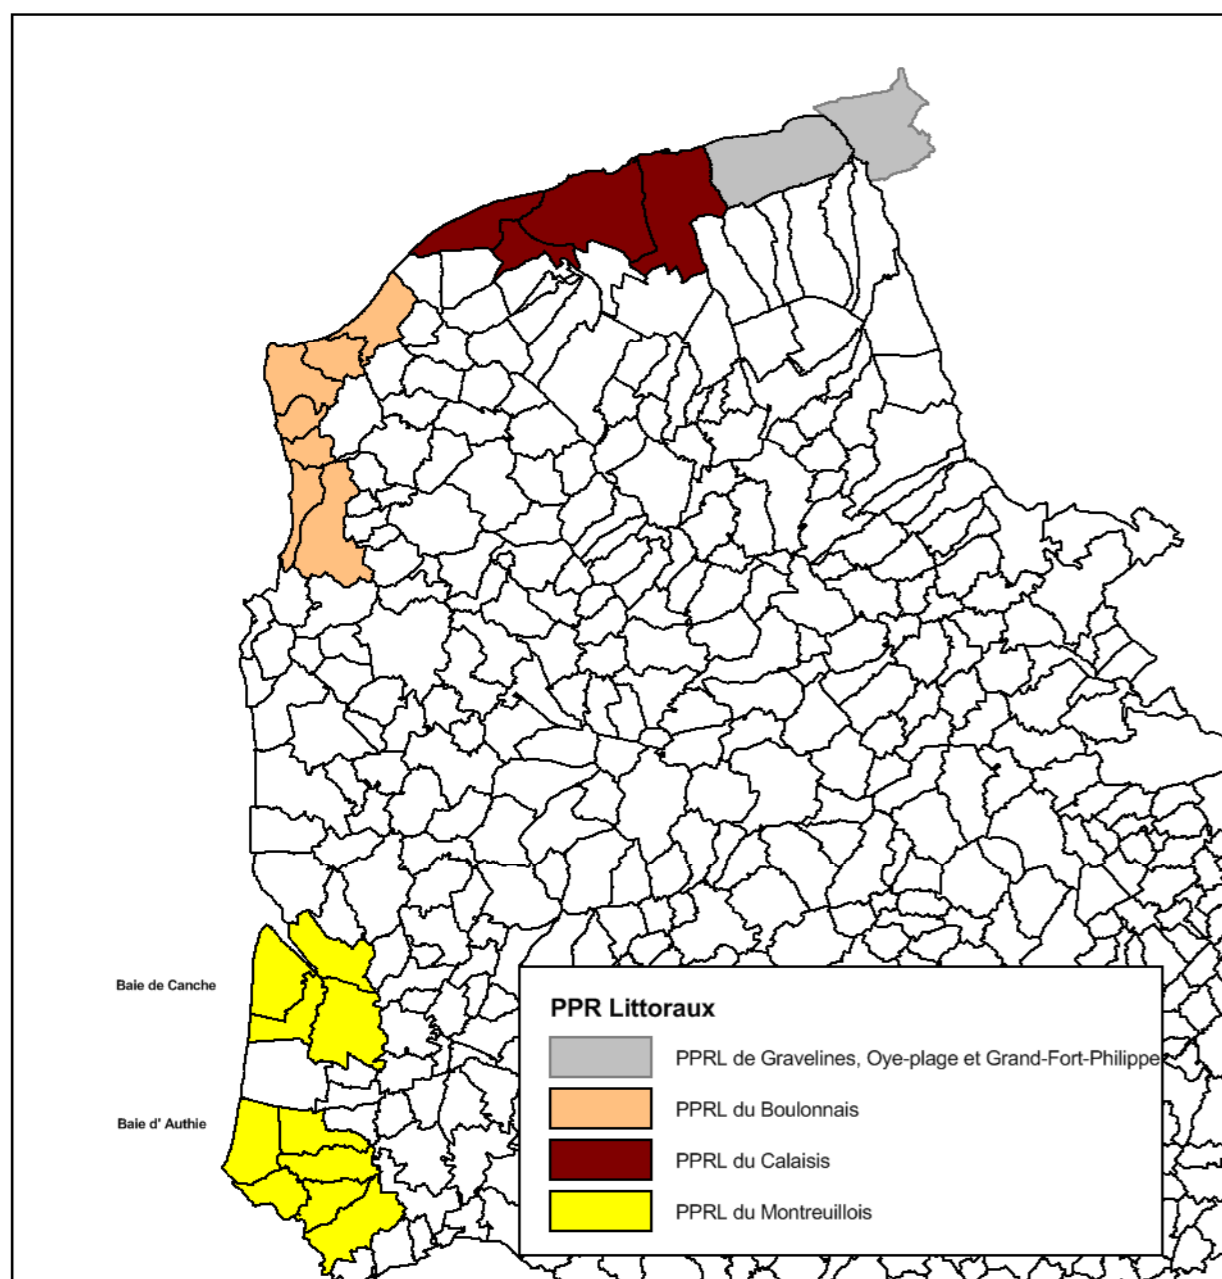 Baie de Canche
Baie d' Authie
PPR Littoraux
PPRL de Gravelines, Oye-plage et Grand-Fort-Philippe
PPRL du Boulonnais
PPRL du Calaisis
PPRL du Montreuillois